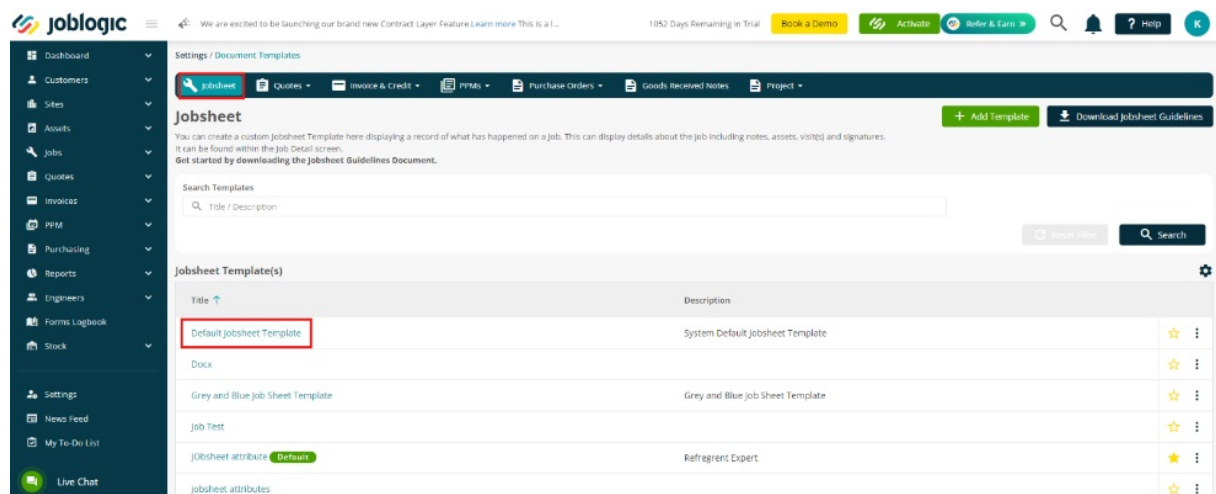 joblogic
We are excited to be launching our brand new Contract Layer Feature.Learn more This is a l...
1052 Days Remaining in Trial
Book a Demo
Activate
Refer & Earn »
? Help
K
Dashboard
Customers
Sites
Assets
Jobs
Quotes
Invoices
PPM
Purchasing
Reports
Engineers
Forms Logbook
Stock
Settings
News Feed
My To-Do List
Live Chat
Settings / Document Templates
Jobsheet
Quotes
Invoice & Credit
PPMs
Purchase Orders
Goods Received Notes
Project
Jobsheet
+ Add Template
Download Jobsheet Guidelines
You can create a custom Jobsheet Template here displaying a record of what has happened on a Job. This can display details about the job including notes, assets, visit(s) and signatures.
It can be found within the Job Detail screen.
Get started by downloading the Jobsheet Guidelines Document.
Search Templates
Title / Description
Reset Filter
Search
Jobsheet Template(s)
Title ↑ Description
Default Jobsheet Template System Default Jobsheet Template
Docx
Grey and Blue Job Sheet Template Grey and Blue Job Sheet Template
Job Test
JObsheet attribute Default Refregrent Expert
jobsheet attributes